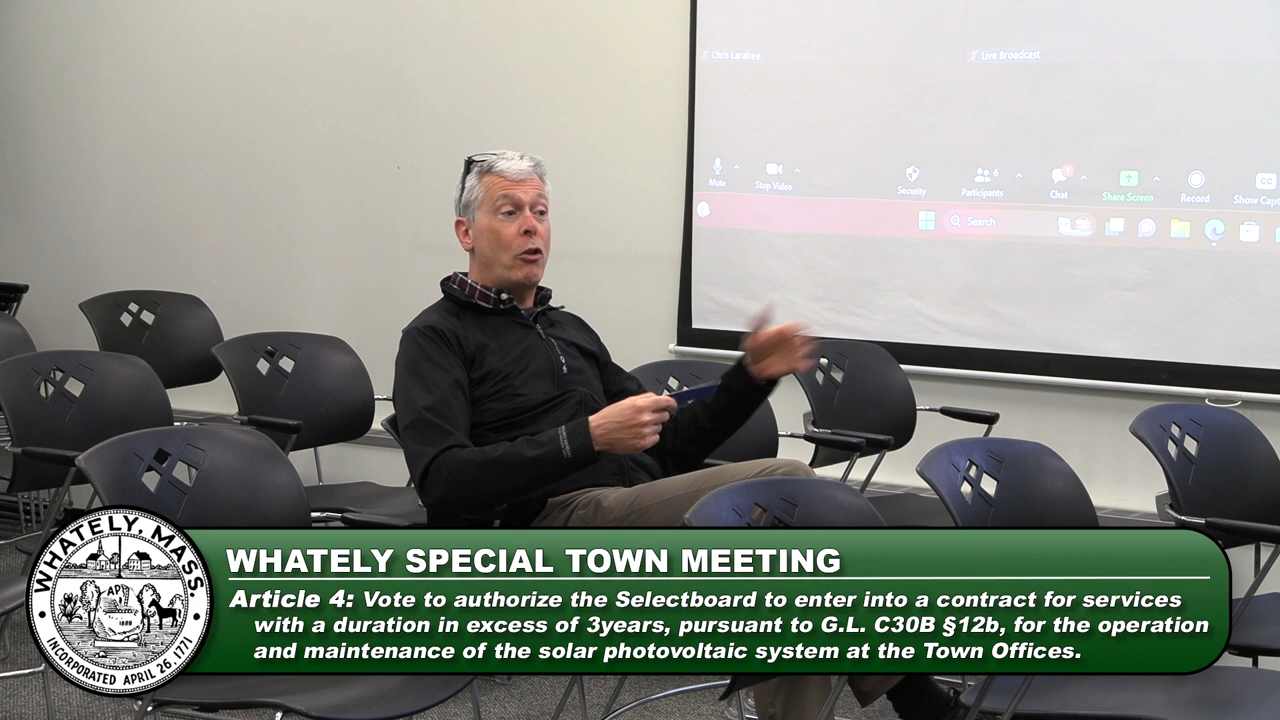 Chris Larabee
Live Broadcast
Mute
Stop Video
Security
6
Participants
Chat
Share Screen
Record
CC
Show Capt
Search
WHATELY, MASS.
INCORPORATED APRIL 26, 1771
WHATELY SPECIAL TOWN MEETING
Article 4: Vote to authorize the Selectboard to enter into a contract for services
with a duration in excess of 3years, pursuant to G.L. C30B §12b, for the operation
and maintenance of the solar photovoltaic system at the Town Offices.